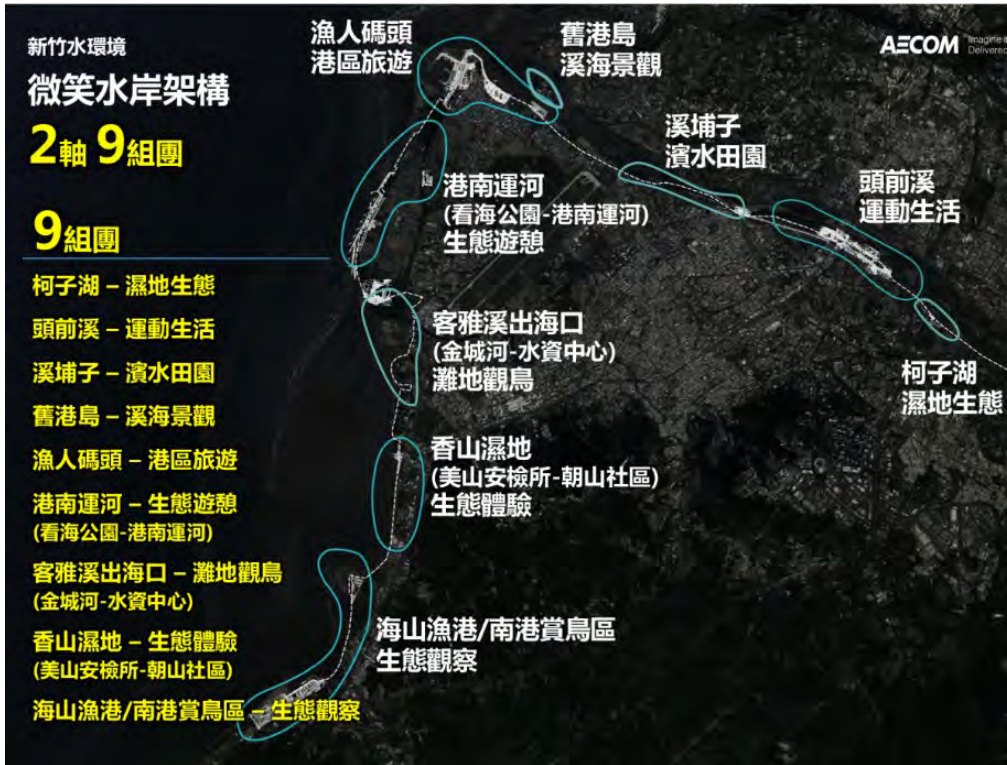 新竹水環境
微笑水岸架構
2軸 9組團
9組團
柯子湖 – 濕地生態
頭前溪 – 運動生活
溪埔子 – 濱水田園
舊港島 – 溪海景觀
漁人碼頭 – 港區旅遊
港南運河 – 生態遊憩
(看海公園-港南運河)
客雅溪出海口 – 灘地觀鳥
(金城河-水資中心)
香山濕地 – 生態體驗
(美山安檢所-朝山社區)
海山漁港/南港賞鳥區 – 生態觀察
漁人碼頭
港區旅遊
舊港島
溪海景觀
AECOM
Imagine it
Delivered
溪埔子
濱水田園
頭前溪
運動生活
港南運河
(看海公園-港南運河)
生態遊憩
客雅溪出海口
(金城河-水資中心)
灘地觀鳥
柯子湖
濕地生態
香山濕地
(美山安檢所-朝山社區)
生態體驗
海山漁港/南港賞鳥區
生態觀察